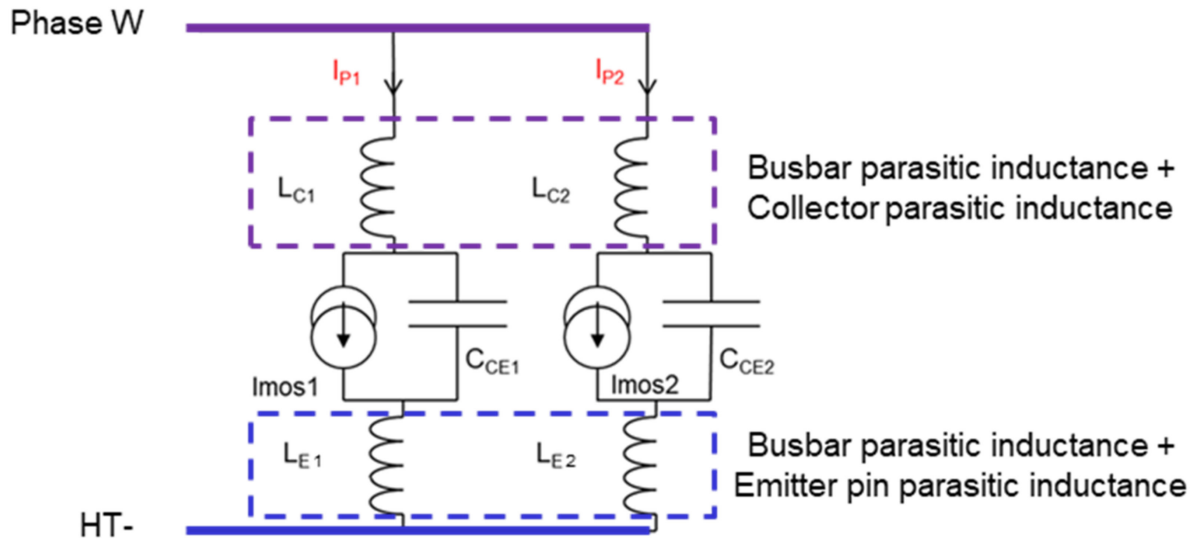 Phase W
IP1
IP2
LC1
LC2
Busbar parasitic inductance +
Collector parasitic inductance
Imos1
CCE1
Imos2
CCE2
LE1
LE2
Busbar parasitic inductance +
Emitter pin parasitic inductance
HT-